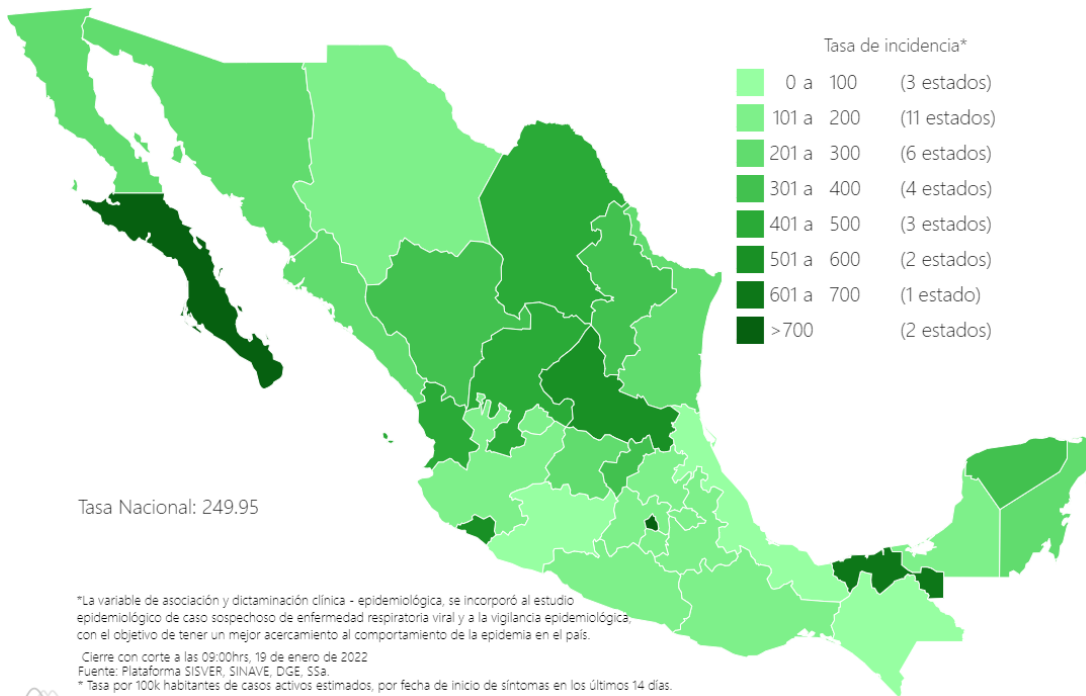 Tasa de incidencia*
0 a 100 (3 estados)
101 a 200 (11 estados)
201 a 300 (6 estados)
301 a 400 (4 estados)
401 a 500 (3 estados)
501 a 600 (2 estados)
601 a 700 (1 estado)
>700 (2 estados)
Tasa Nacional: 249.95
*La variable de asociación y dictaminación clínica - epidemiológica, se incorporó al estudio
epidemiológico de caso sospechoso de enfermedad respiratoria viral y a la vigilancia epidemiológica,
con el objetivo de tener un mejor acercamiento al comportamiento de la epidemia en el país.
Cierre con corte a las 09:00hrs, 19 de enero de 2022
Fuente: Plataforma SISVER, SINAVE, DGE, SSa.
* Tasa por 100k habitantes de casos activos estimados, por fecha de inicio de síntomas en los últimos 14 días.